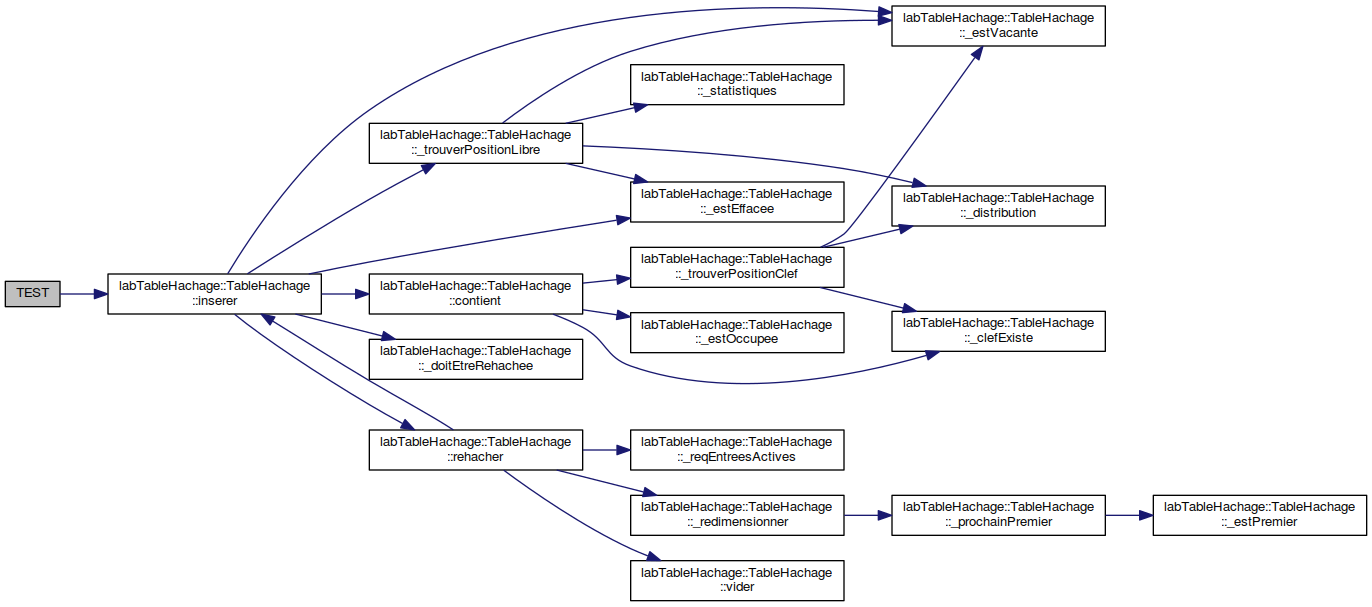 TEST
labTableHachage::TableHachage
::inserer
labTableHachage::TableHachage
::_trouverPositionLibre
labTableHachage::TableHachage
::contient
labTableHachage::TableHachage
::_doitEtreRehachee
labTableHachage::TableHachage
::rehacher
labTableHachage::TableHachage
::_statistiques
labTableHachage::TableHachage
::_estEffacee
labTableHachage::TableHachage
::_trouverPositionClef
labTableHachage::TableHachage
::_estOccupee
labTableHachage::TableHachage
::_reqEntreesActives
labTableHachage::TableHachage
::_redimensionner
labTableHachage::TableHachage
::vider
labTableHachage::TableHachage
::_estVacante
labTableHachage::TableHachage
::_distribution
labTableHachage::TableHachage
::_clefExiste
labTableHachage::TableHachage
::_prochainPremier
labTableHachage::TableHachage
::_estPremier